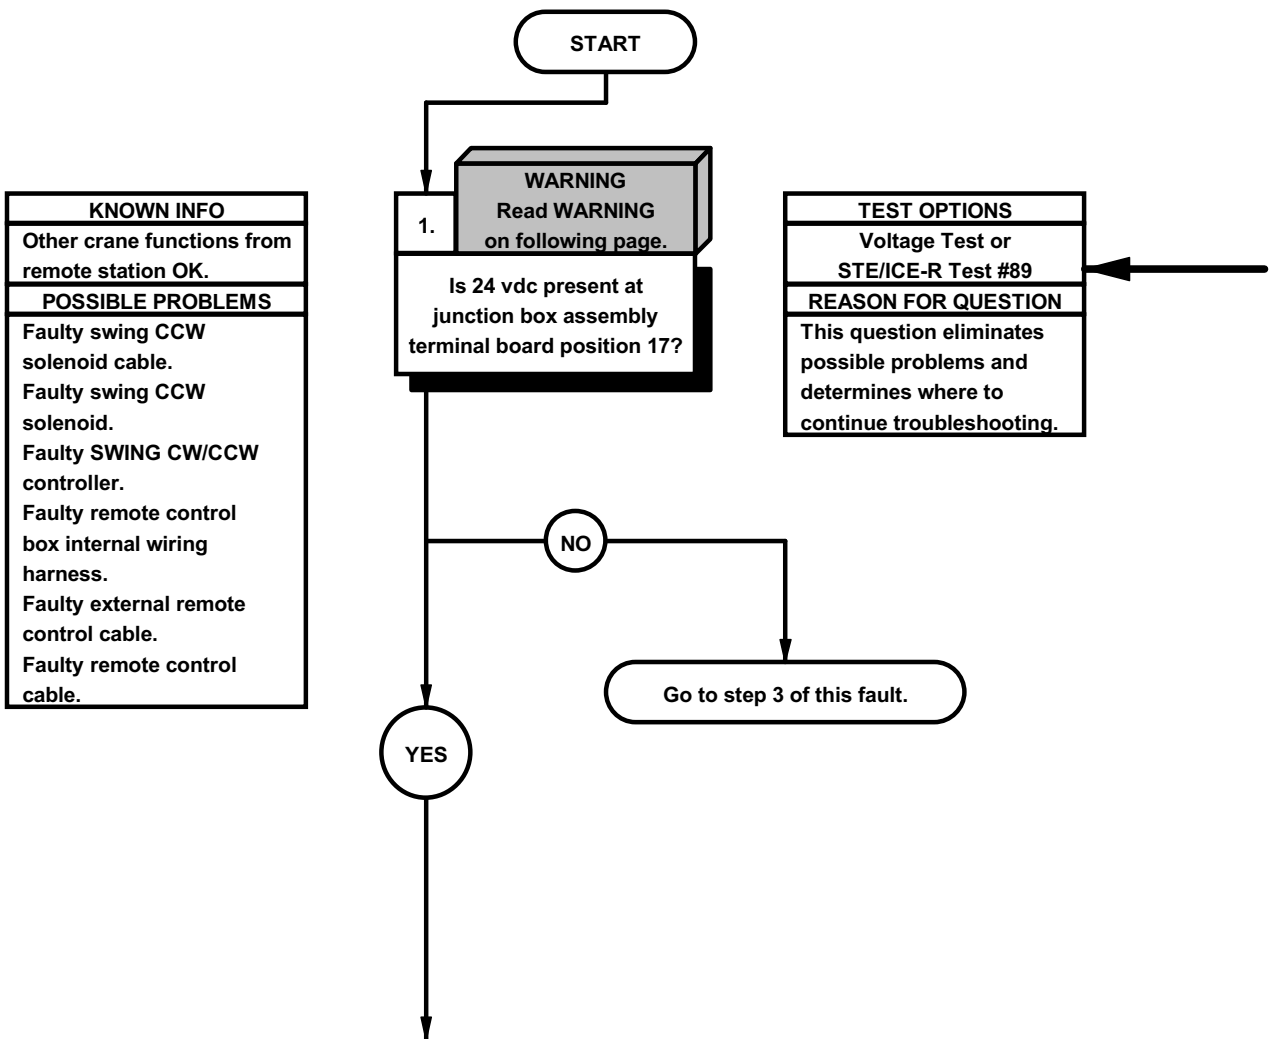 START
WARNING
Read WARNING
on following page.
1.
Is 24 vdc present at
junction box assembly
terminal board position 17?
KNOWN INFO
Other crane functions from
remote station OK.
POSSIBLE PROBLEMS
Faulty swing CCW
solenoid cable.
Faulty swing CCW
solenoid.
Faulty SWING CW/CCW
controller.
Faulty remote control
box internal wiring
harness.
Faulty external remote
control cable.
Faulty remote control
cable.
TEST OPTIONS
Voltage Test or
STE/ICE-R Test #89
REASON FOR QUESTION
This question eliminates
possible problems and
determines where to
continue troubleshooting.
NO
Go to step 3 of this fault.
YES